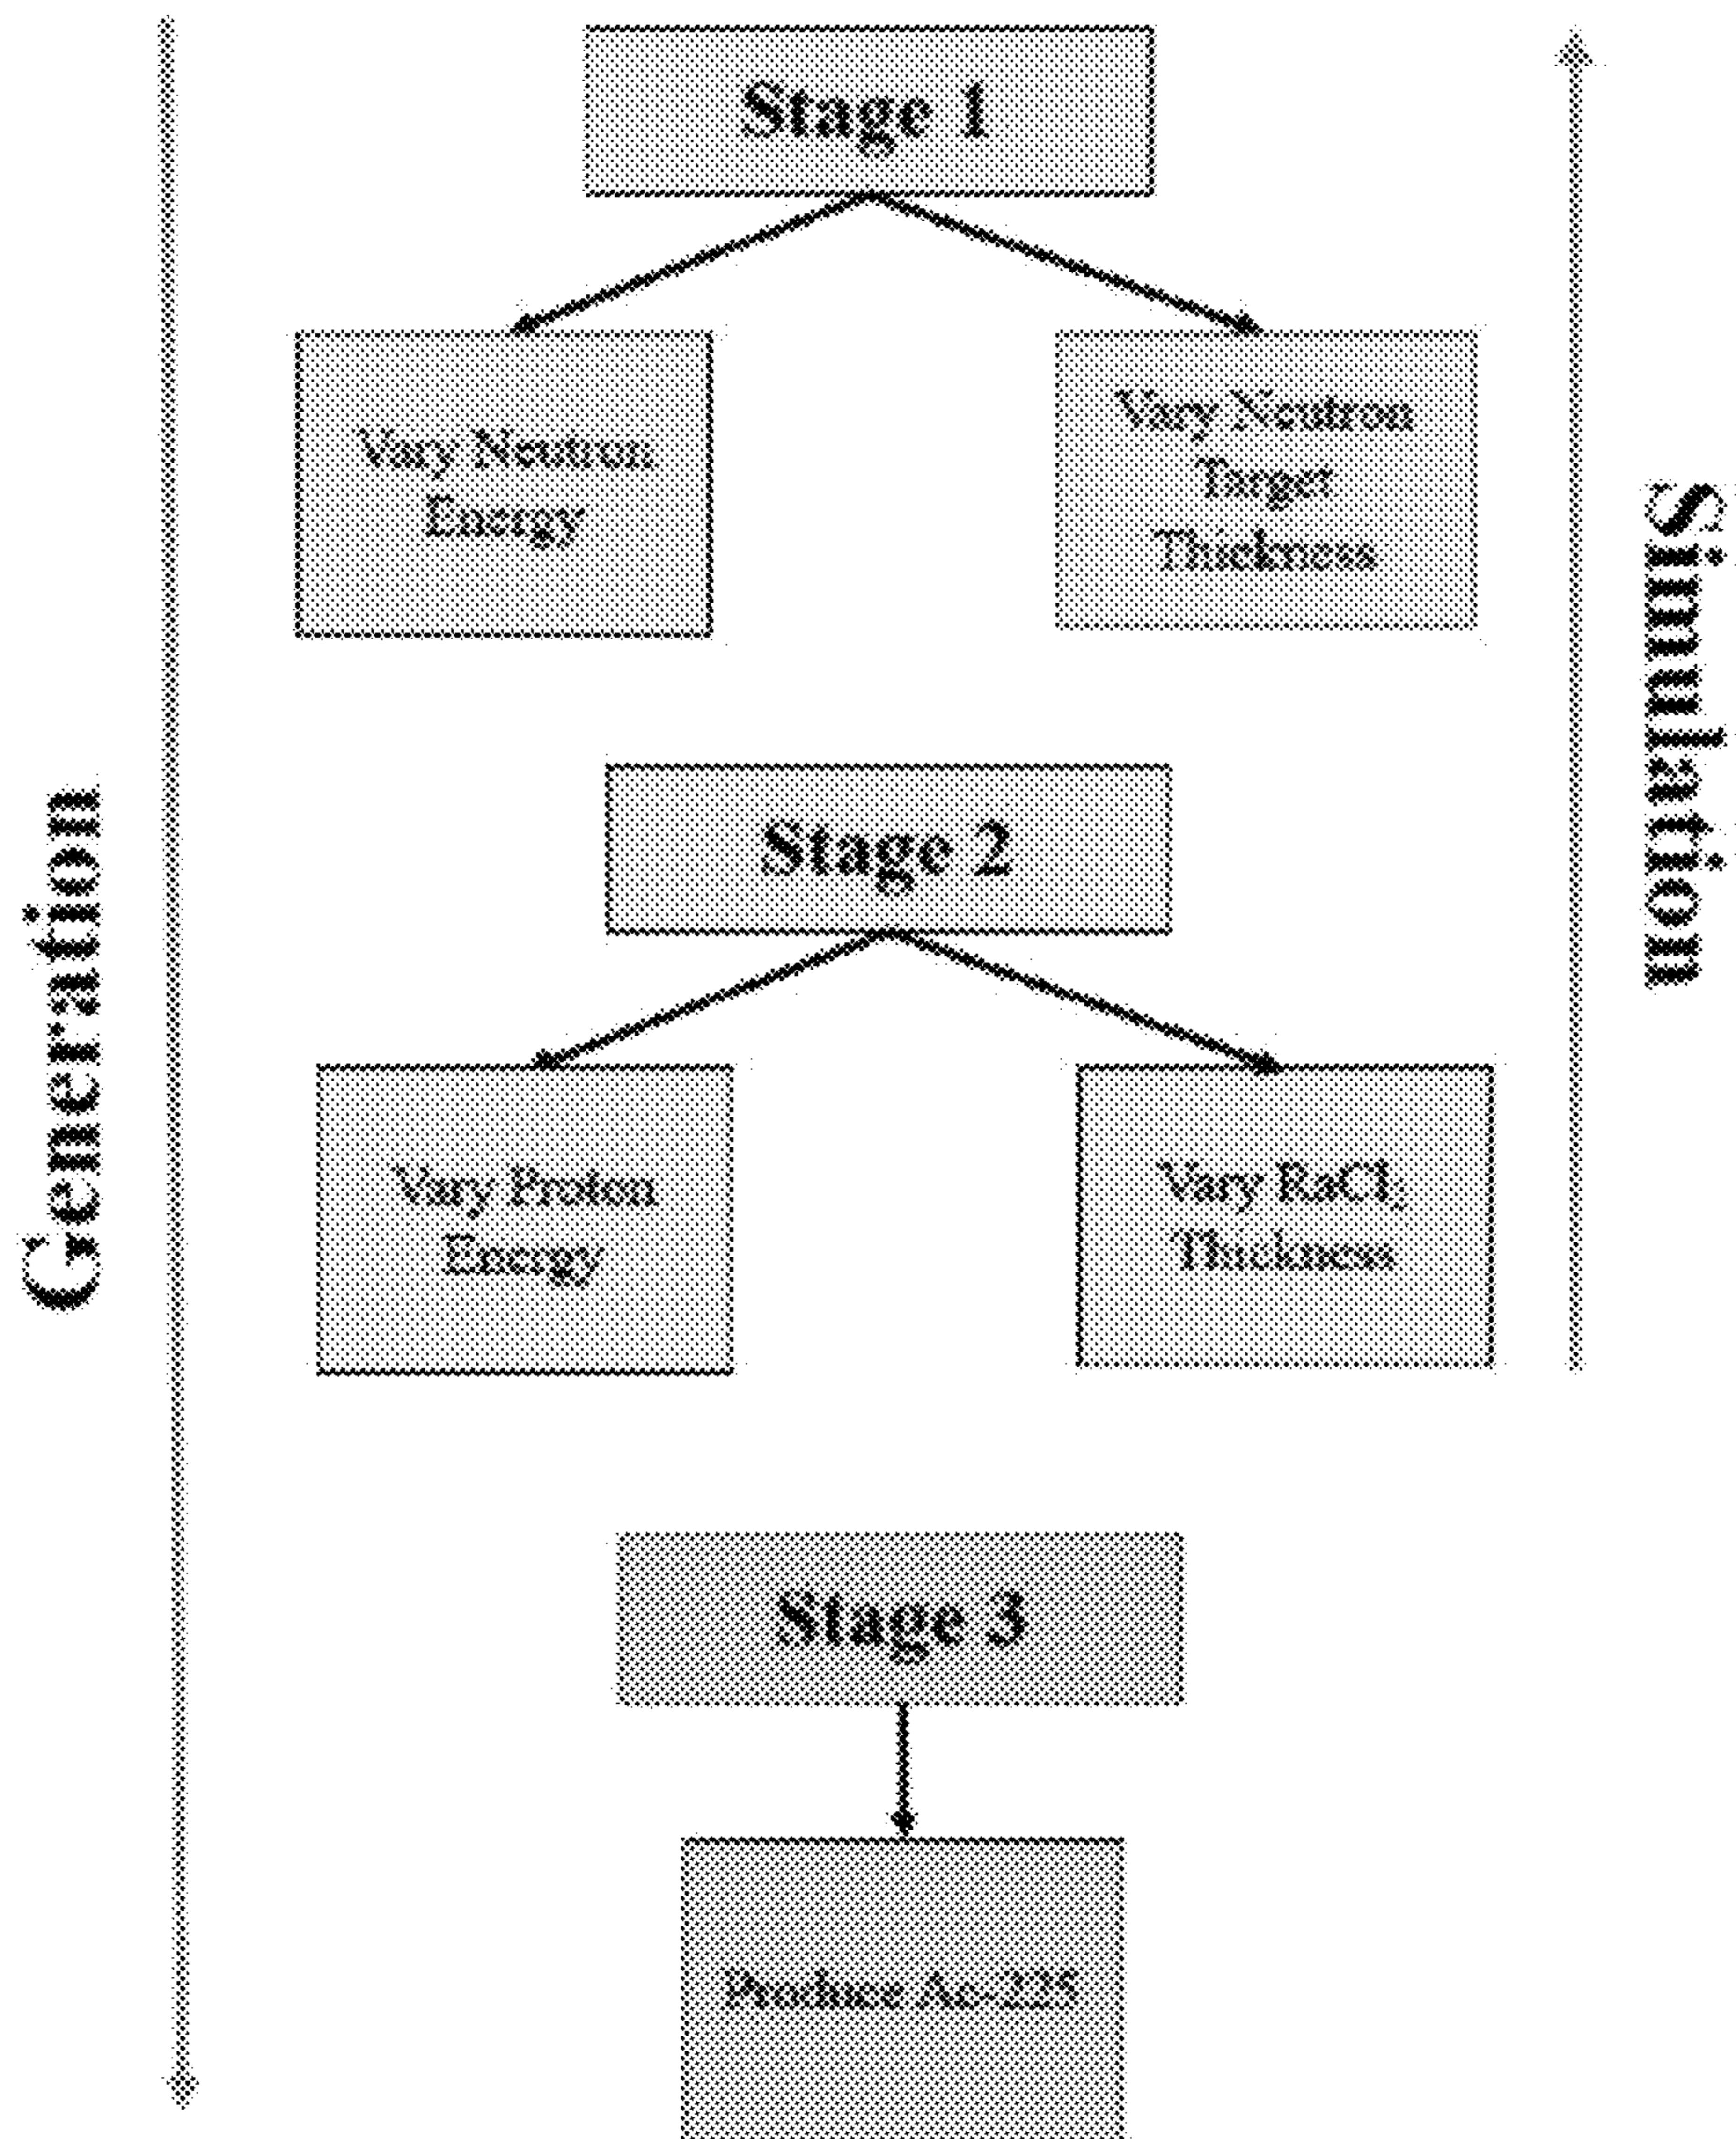 Stage 1
Vary Neutron
Energy
Vary Neutron
Target
Thickness
Simulation
Generation
Stage 2
Vary Proton
Energy
Vary RaCl₂
Thickness
Stage 3
Produce Ac-225